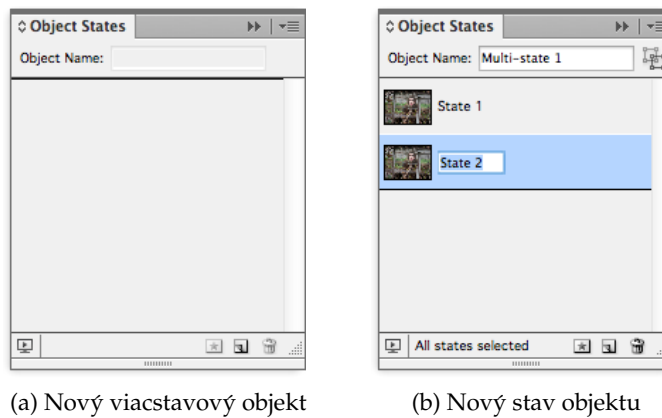 Object States
Object Name:
(a) Nový viacstavový objekt
Object States
Object Name: Multi-state 1
State 1
State 2
All states selected
(b) Nový stav objektu